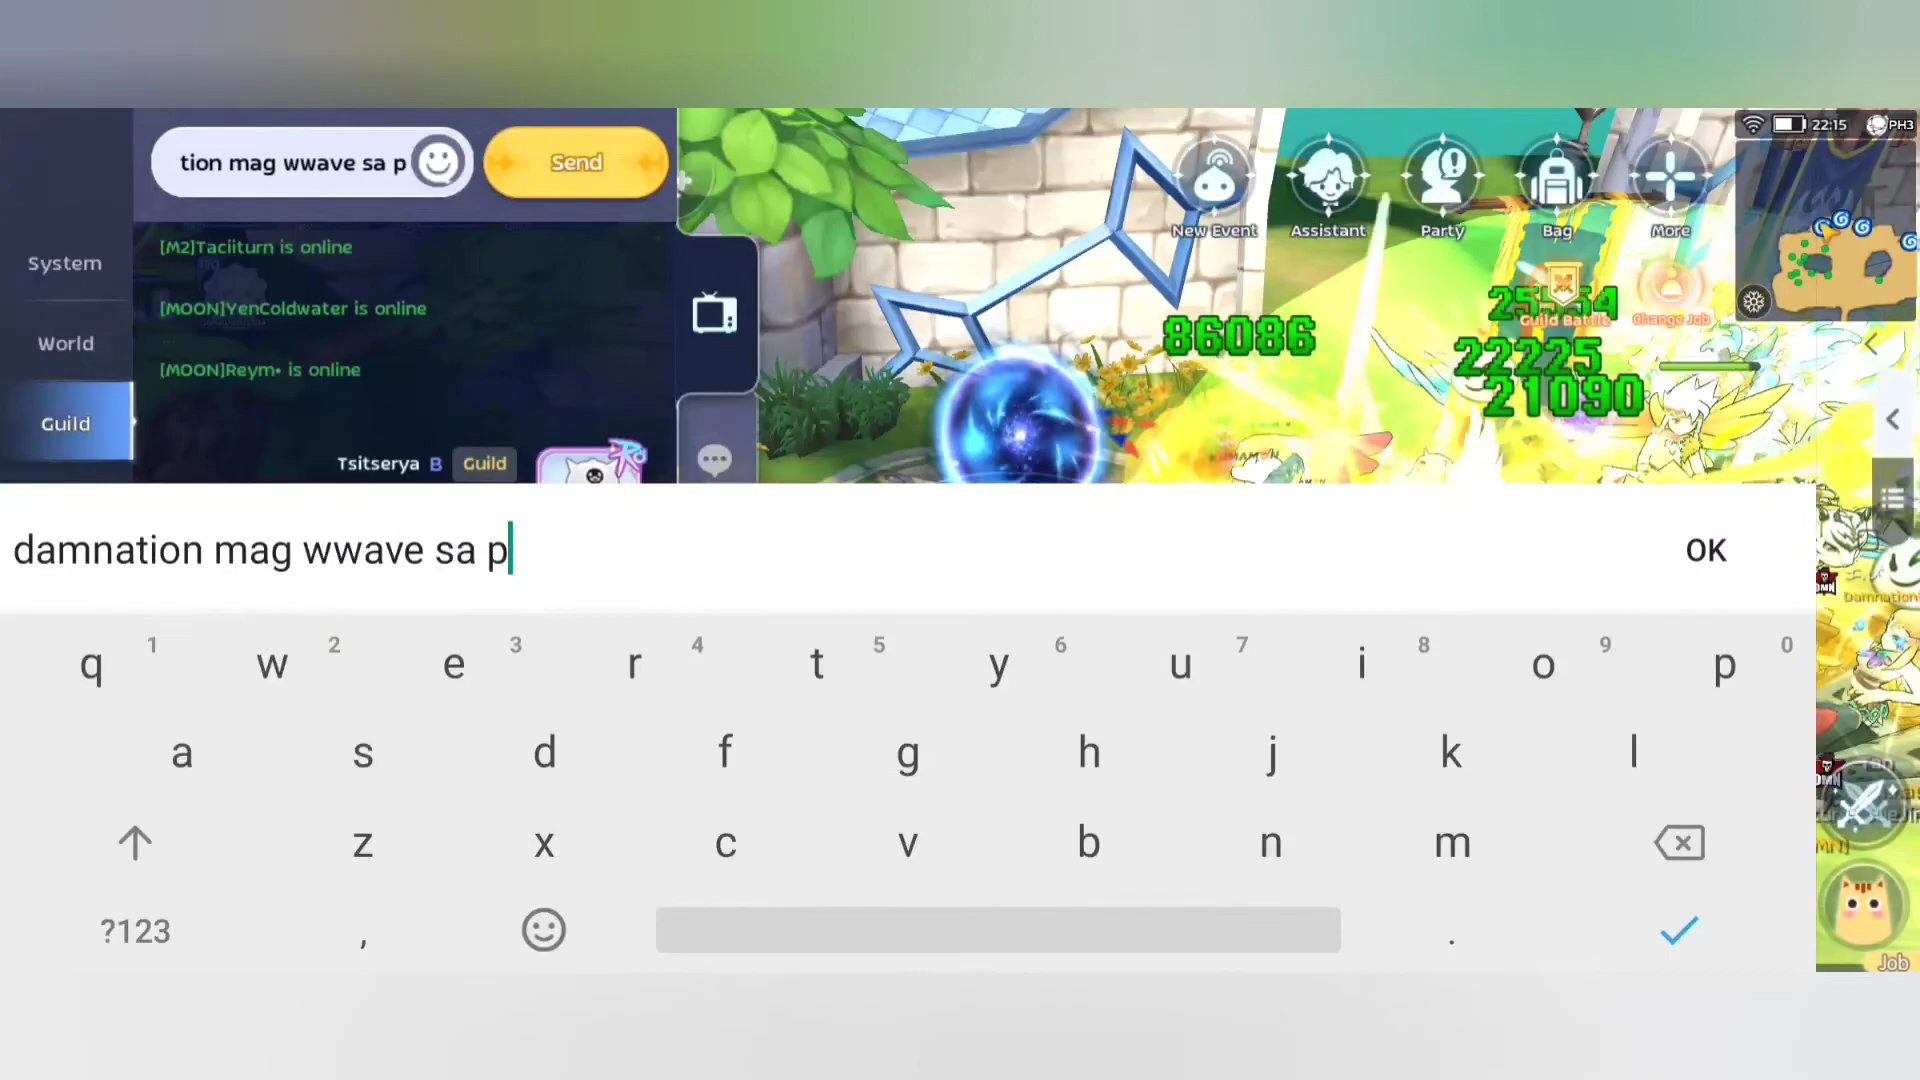 tion mag wwave sa p
Send
22:15
PH3
System
World
Guild
[M2]Taciiturn is online
[MOON]YenColdwater is online
[MOON]Reym• is online
Tsitserya B Guild
New Event
Assistant
Party
Bag
More
Guild Battle
Change Job
86086
22225
21090
damnation mag wwave sa p
OK
Damnation
q 1 w 2 e 3 r 4 t 5 y 6 u 7 i 8 o 9 p 0
a s d f g h j k l
z x c v b n m
?123 , .
Job